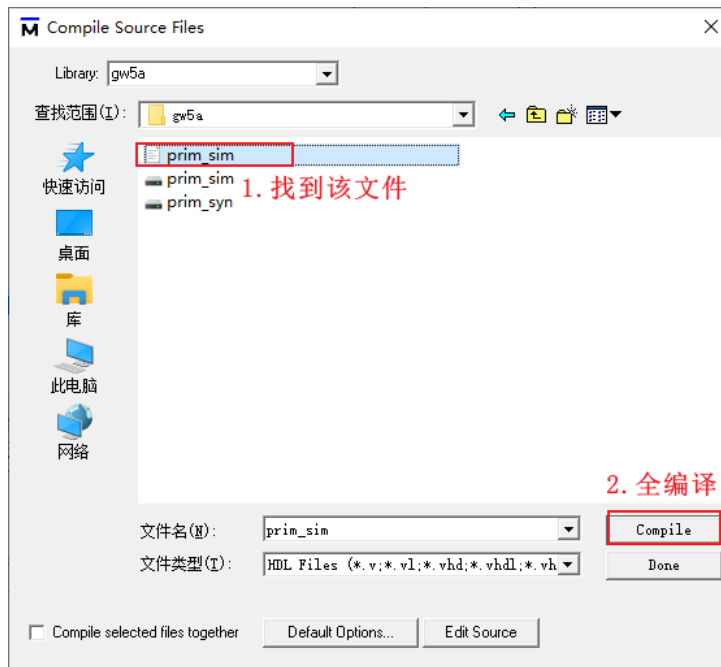 Compile Source Files
Library: gw5a
查找范围(I): gw5a
prim_sim
prim_sim
prim_syn
1.找到该文件
快速访问
桌面
库
此电脑
网络
2.全编译
文件名(N): prim_sim Compile
文件类型(T): HDL Files (*.v;*.vl;*.vhd;*.vhdl;*.vh Done
Compile selected files together Default Options... Edit Source